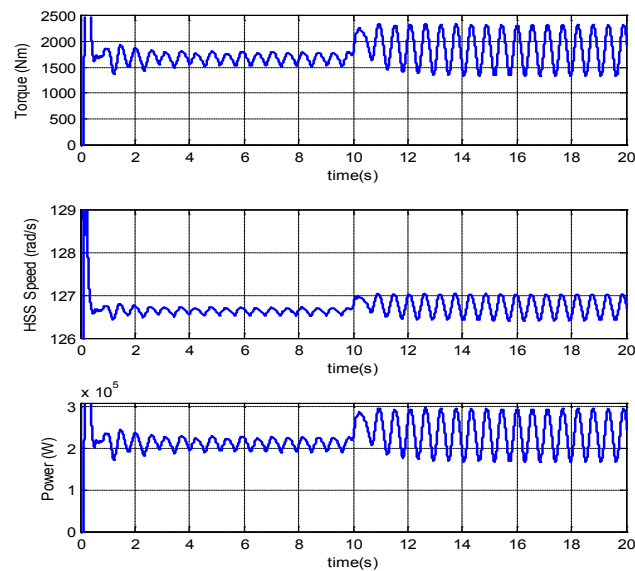 2500
2000
1500
1000
500
0
Torque (Nm)
0 2 4 6 8 10 12 14 16 18 20
time(s)
129
128
127
126
HSS Speed (rad/s)
0 2 4 6 8 10 12 14 16 18 20
time(s)
x 10^5
3
2
1
0
Power (W)
0 2 4 6 8 10 12 14 16 18 20
time(s)